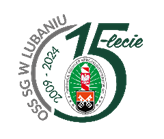 OSS SG W LUBANIU
2009 - 2024
15-lecie